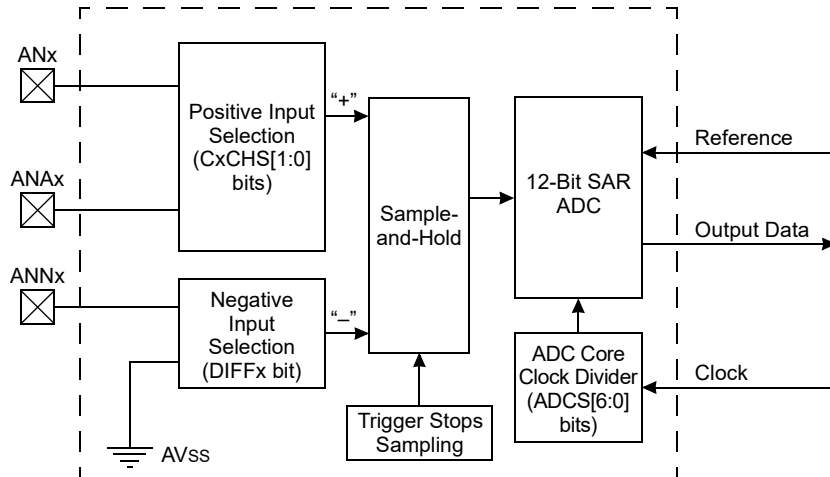 ANx
ANAx
ANNx
Positive Input
Selection
(CxCHS[1:0]
bits)
“+”
Negative
Input
Selection
(DIFFx bit)
“–”
AVSS
Sample-
and-Hold
Trigger Stops
Sampling
12-Bit SAR
ADC
ADC Core
Clock Divider
(ADCS[6:0]
bits)
Reference
Output Data
Clock